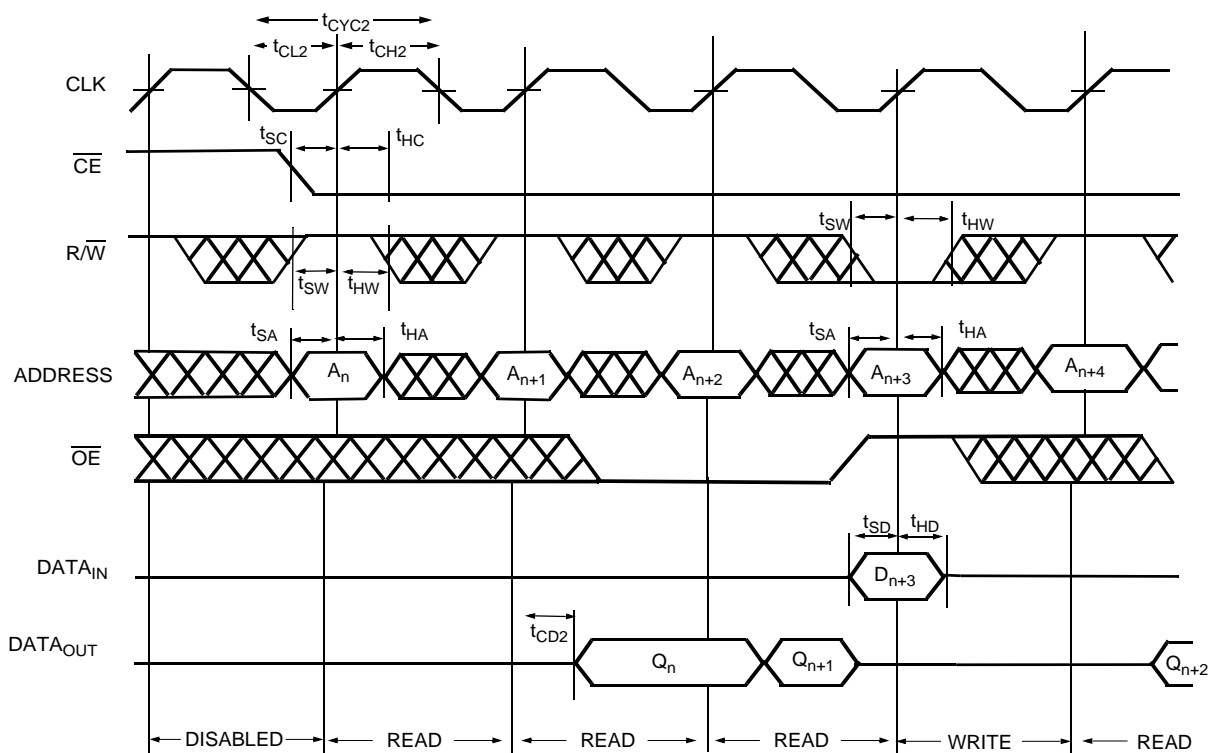 tCYC2
tCL2 tCH2
CLK
tSC tHC
CE
tSW tHW
R/W
tSW tHW
tSA tHA tSA tHA
ADDRESS An An+1 An+2 An+3 An+4
OE
tSD tHD
DATAIN Dn+3
tCD2
DATAOUT Qn Qn+1 Qn+2
DISABLED READ READ READ WRITE READ